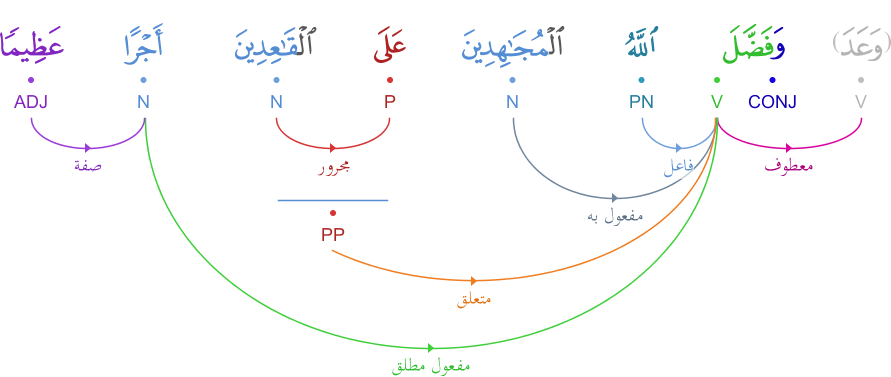 (وَعَدَ) وَفَضَّلَ ٱللَّهُ ٱلْمُجَـٰهِدِينَ عَلَى ٱلْقَـٰعِدِينَ أَجْرًا عَظِيمًا
V CONJ V PN N P N N ADJ
معطوف فاعل مجرور صفة
مفعول به
PP
متعلق
مفعول مطلق